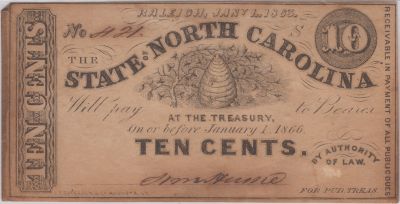 RALEIGH, JANY 1, 1863.
No
$
10
THE
STATE OF NORTH CAROLINA
Will pay to Bearer
AT THE TREASURY,
On or before January 1, 1866.
TEN CENTS.
BY AUTHORITY
OF LAW.
FOR PUB. TREAS.
TEN CENTS
RECEIVABLE IN PAYMENT OF ALL PUBLIC DUES